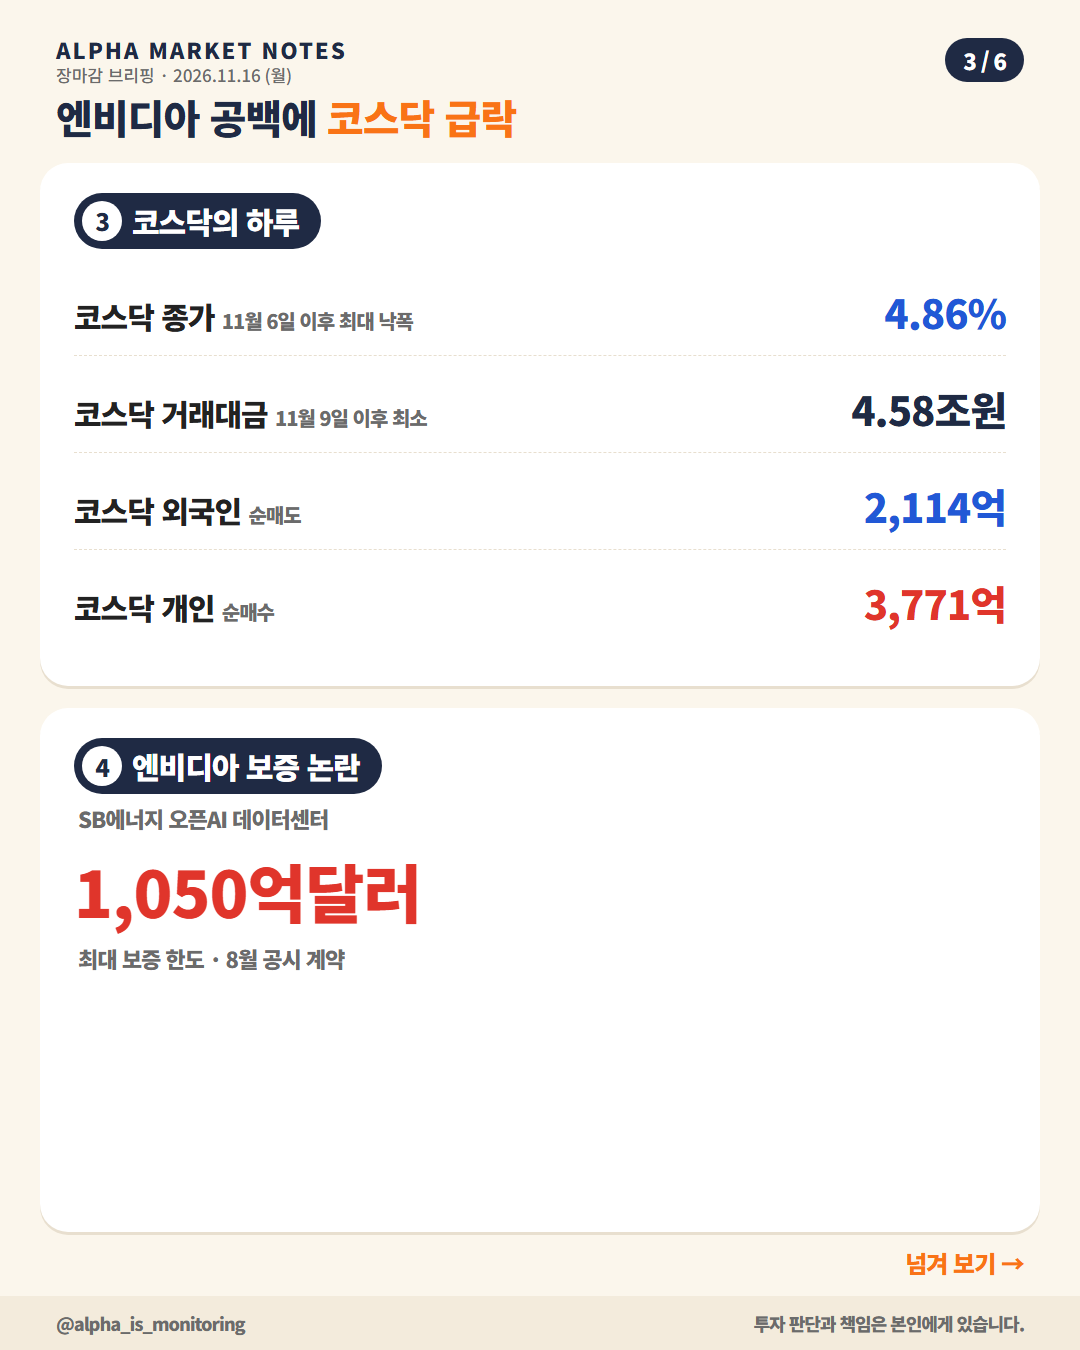 ALPHA MARKET NOTES
장마감 브리핑 · 2026.11.16 (월)
3 / 6
엔비디아 공백에 코스닥 급락
3 코스닥의 하루
코스닥 종가 11월 6일 이후 최대 낙폭 4.86%
코스닥 거래대금 11월 9일 이후 최소 4.58조원
코스닥 외국인 순매도 2,114억
코스닥 개인 순매수 3,771억
4 엔비디아 보증 논란
SB에너지 오픈AI 데이터센터
1,050억달러
최대 보증 한도 · 8월 공시 계약
넘겨 보기 →
@alpha_is_monitoring
투자 판단과 책임은 본인에게 있습니다.